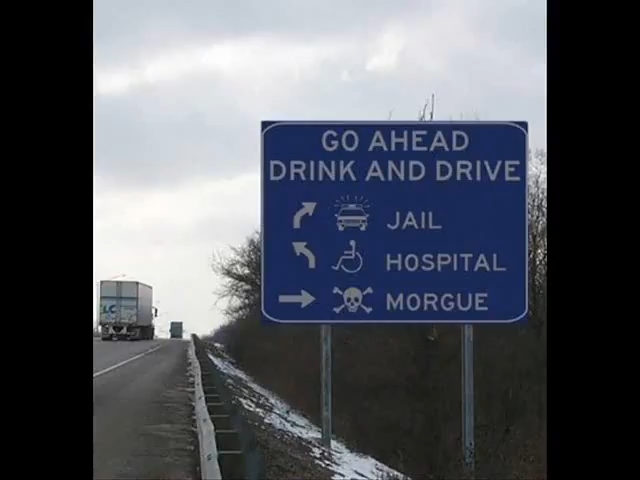 GO AHEAD
DRINK AND DRIVE
JAIL
HOSPITAL
MORGUE